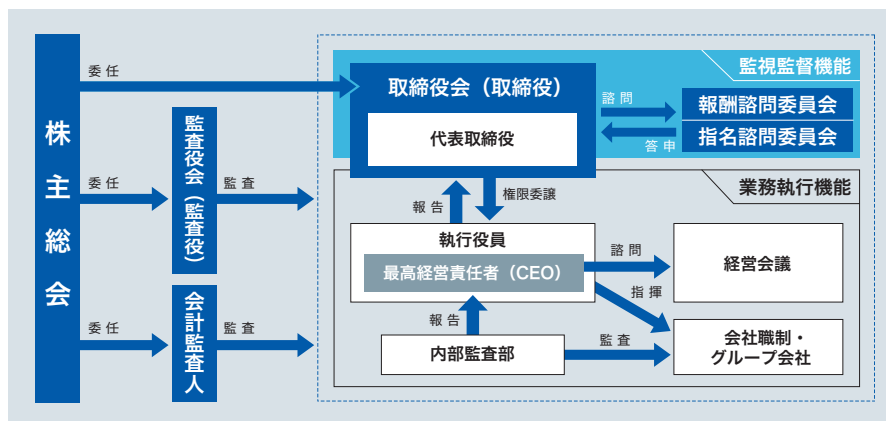 株主総会
委任
委任
委任
監査役会（監査役）
会計監査人
監査
監査
監視監督機能
取締役会（取締役）
代表取締役
諮問
答申
報酬諮問委員会
指名諮問委員会
業務執行機能
報告
権限委譲
執行役員
最高経営責任者（CEO）
諮問
経営会議
指揮
報告
内部監査部
監査
会社職制・
グループ会社